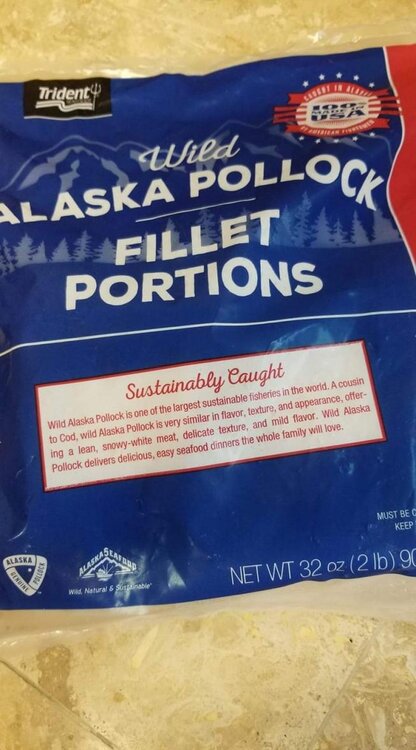 Trident
CAUGHT IN ALASKA
100%
MADE IN
USA
BY AMERICAN FISHERMEN
Wild
ALASKA POLLOCK
FILLET
PORTIONS
Sustainably Caught
Wild Alaska Pollock is one of the largest sustainable fisheries in the world. A cousin
to Cod, wild Alaska Pollock is very similar in flavor, texture, and appearance, offer-
ing a lean, snowy-white meat, delicate texture, and mild flavor. Wild Alaska
Pollock delivers delicious, easy seafood dinners the whole family will love.
MUST BE
KEEP
ALASKA
GENUINE
POLLOCK
ALASKA SEAFOOD
Wild, Natural & Sustainable®
NET WT 32 oz (2 lb) 90